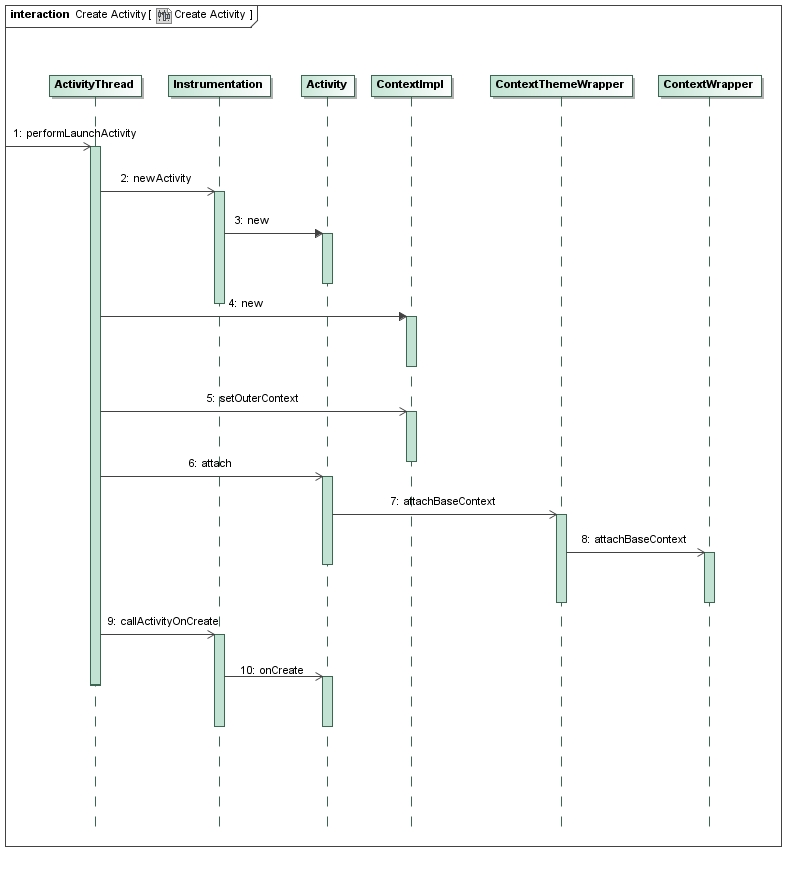 interaction Create Activity [ Create Activity ]
ActivityThread Instrumentation Activity ContextImpl ContextThemeWrapper ContextWrapper
1: performLaunchActivity
2: newActivity
3: new
4: new
5: setOuterContext
6: attach
7: attachBaseContext
8: attachBaseContext
9: callActivityOnCreate
10: onCreate